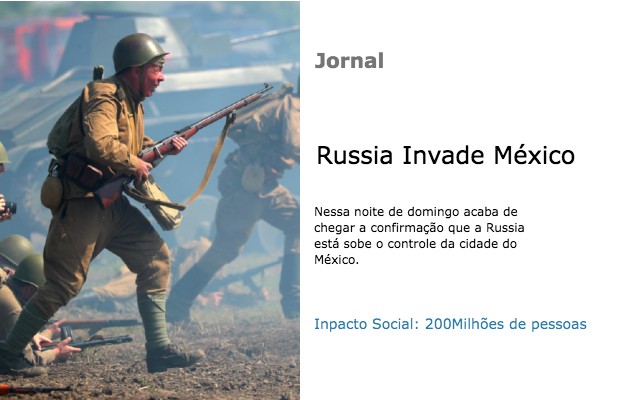 Jornal
Russia Invade México
Nessa noite de domingo acaba de
chegar a confirmação que a Russia
está sobe o controle da cidade do
México.
Inpacto Social: 200Milhões de pessoas